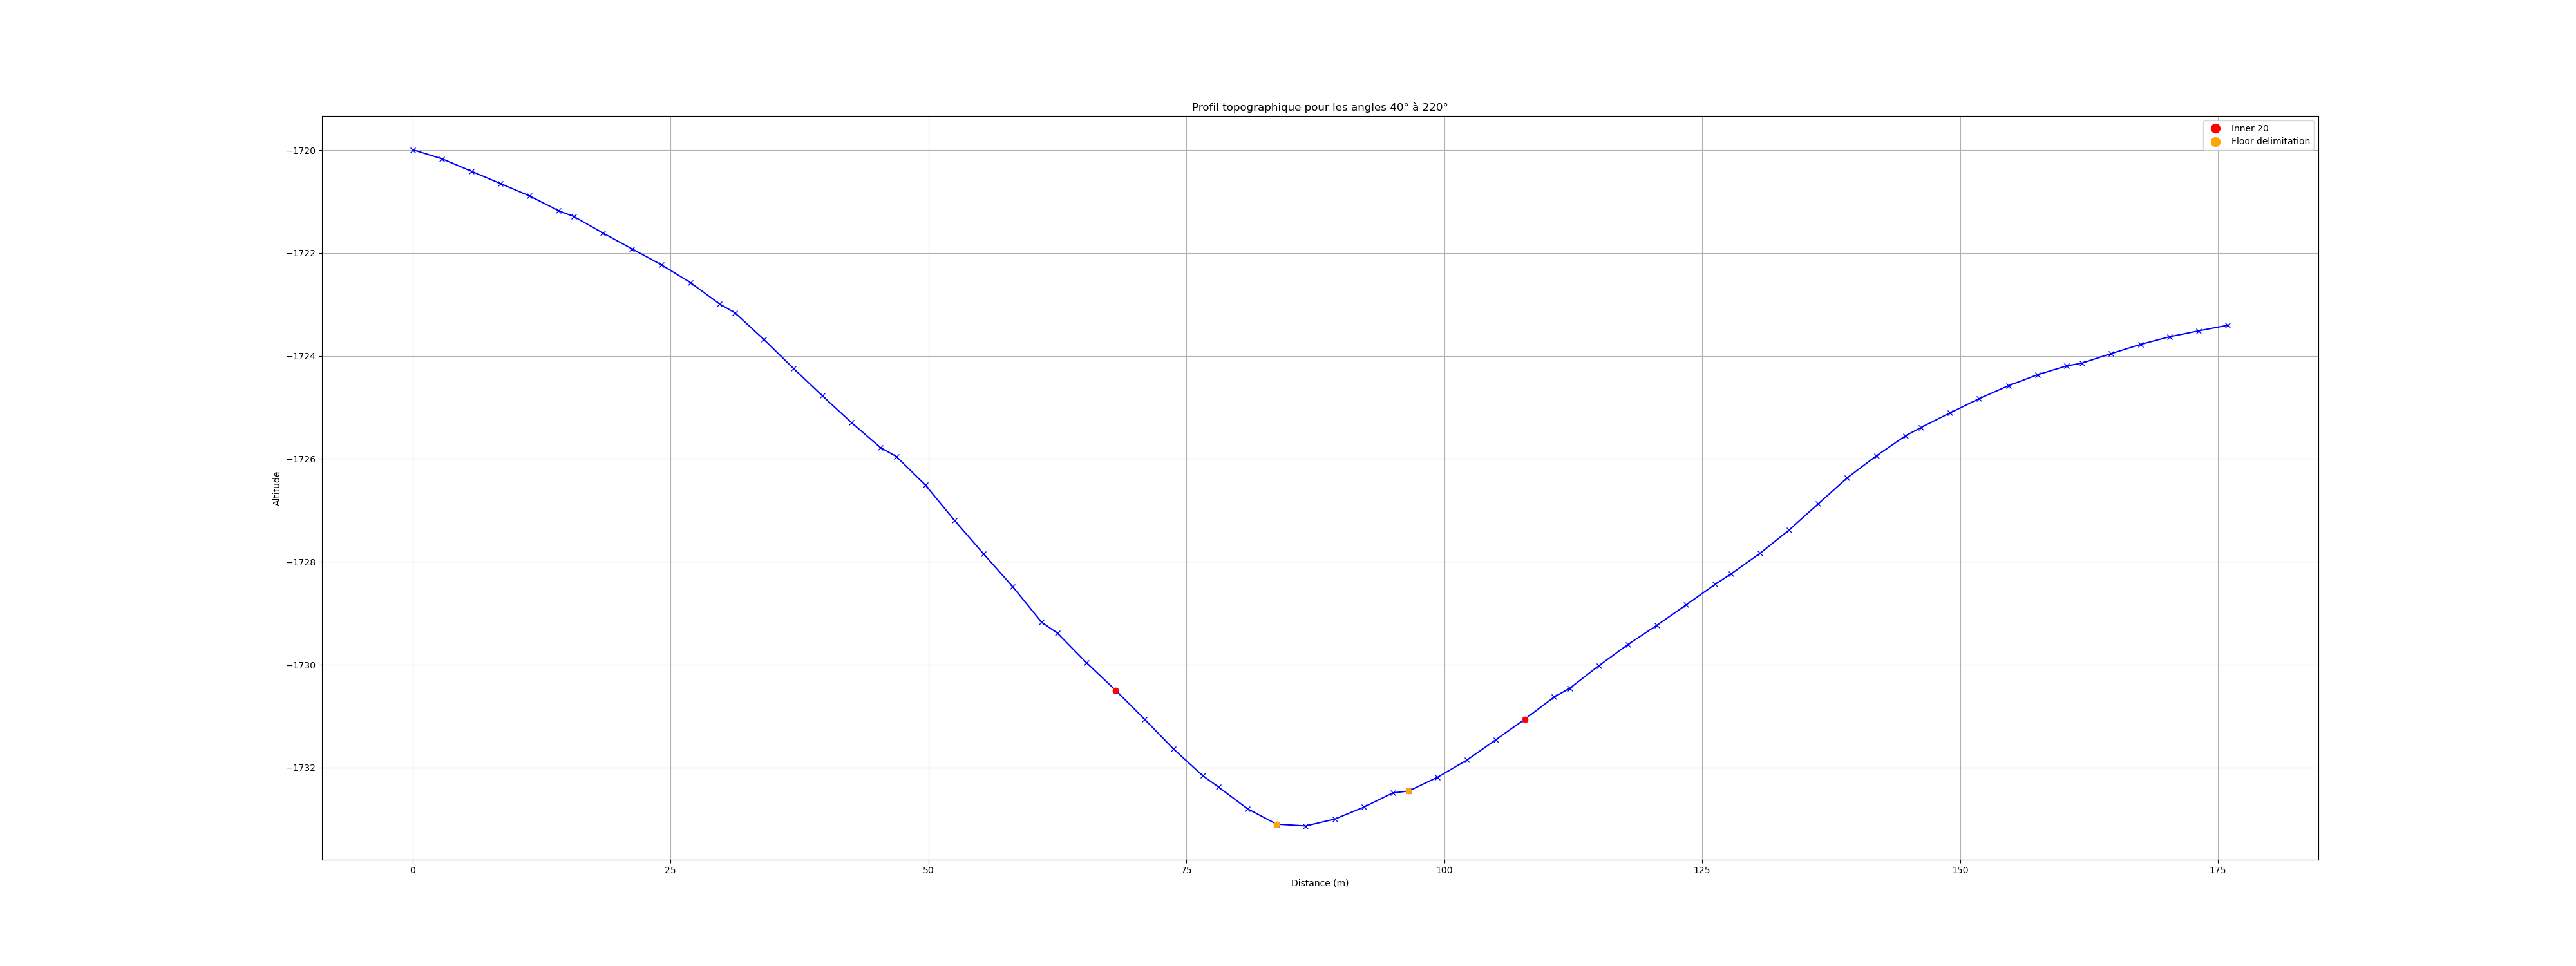 Profil topographique pour les angles 40° à 220°
Inner 20
Floor delimitation
−1720
−1722
−1724
−1726
−1728
−1730
−1732
Altitude
0 25 50 75 100 125 150 175
Distance (m)